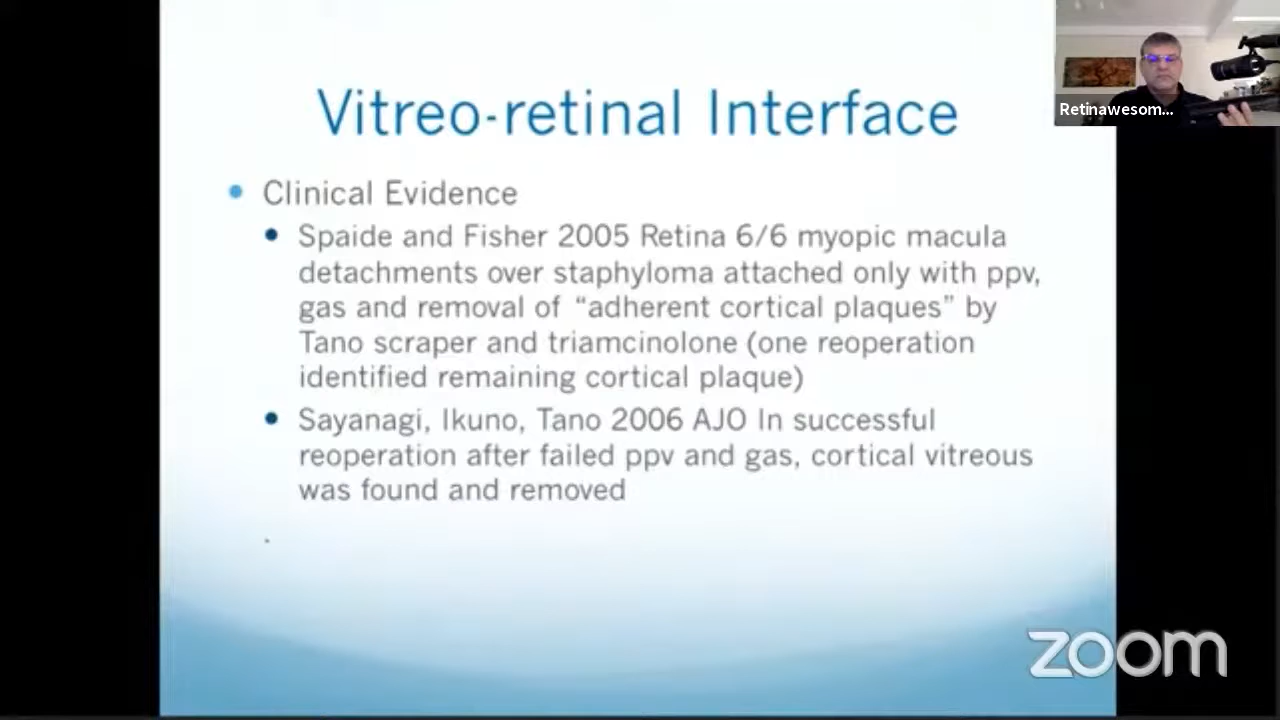 Vitreo-retinal Interface
Retinawesom...
Clinical Evidence
Spaide and Fisher 2005 Retina 6/6 myopic macula
detachments over staphyloma attached only with ppv,
gas and removal of “adherent cortical plaques” by
Tano scraper and triamcinolone (one reoperation
identified remaining cortical plaque)
Sayanagi, Ikuno, Tano 2006 AJO In successful
reoperation after failed ppv and gas, cortical vitreous
was found and removed
zoom